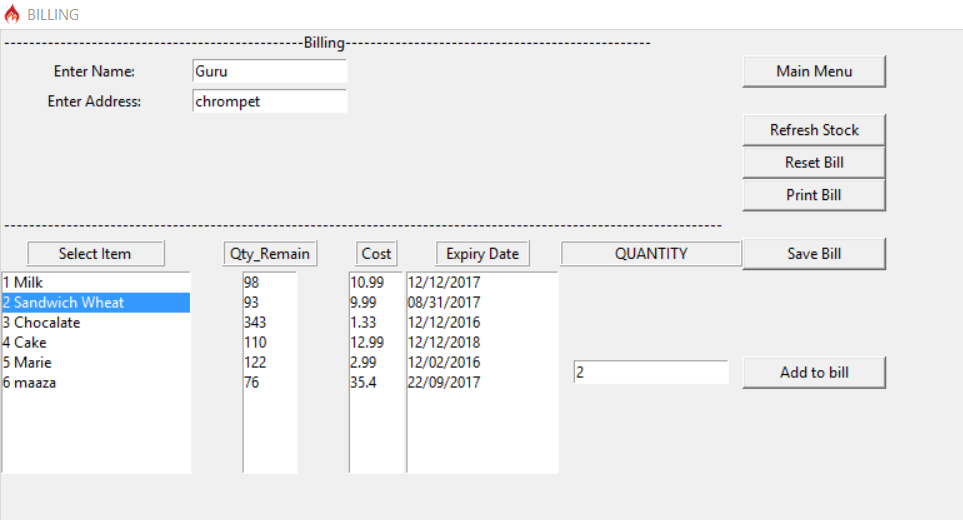 BILLING
--------------------------------------------Billing---------------------------------------------
Enter Name: Guru Main Menu
Enter Address: chrompet
Refresh Stock
Reset Bill
Print Bill
-----------------------------------------------------------------------------------------------------------
Select Item Qty_Remain Cost Expiry Date QUANTITY Save Bill
1 Milk 98 10.99 12/12/2017
2 Sandwich Wheat 93 9.99 08/31/2017
3 Chocalate 343 1.33 12/12/2016
4 Cake 110 12.99 12/12/2018
5 Marie 122 2.99 12/02/2016
2 Add to bill
6 maaza 76 35.4 22/09/2017